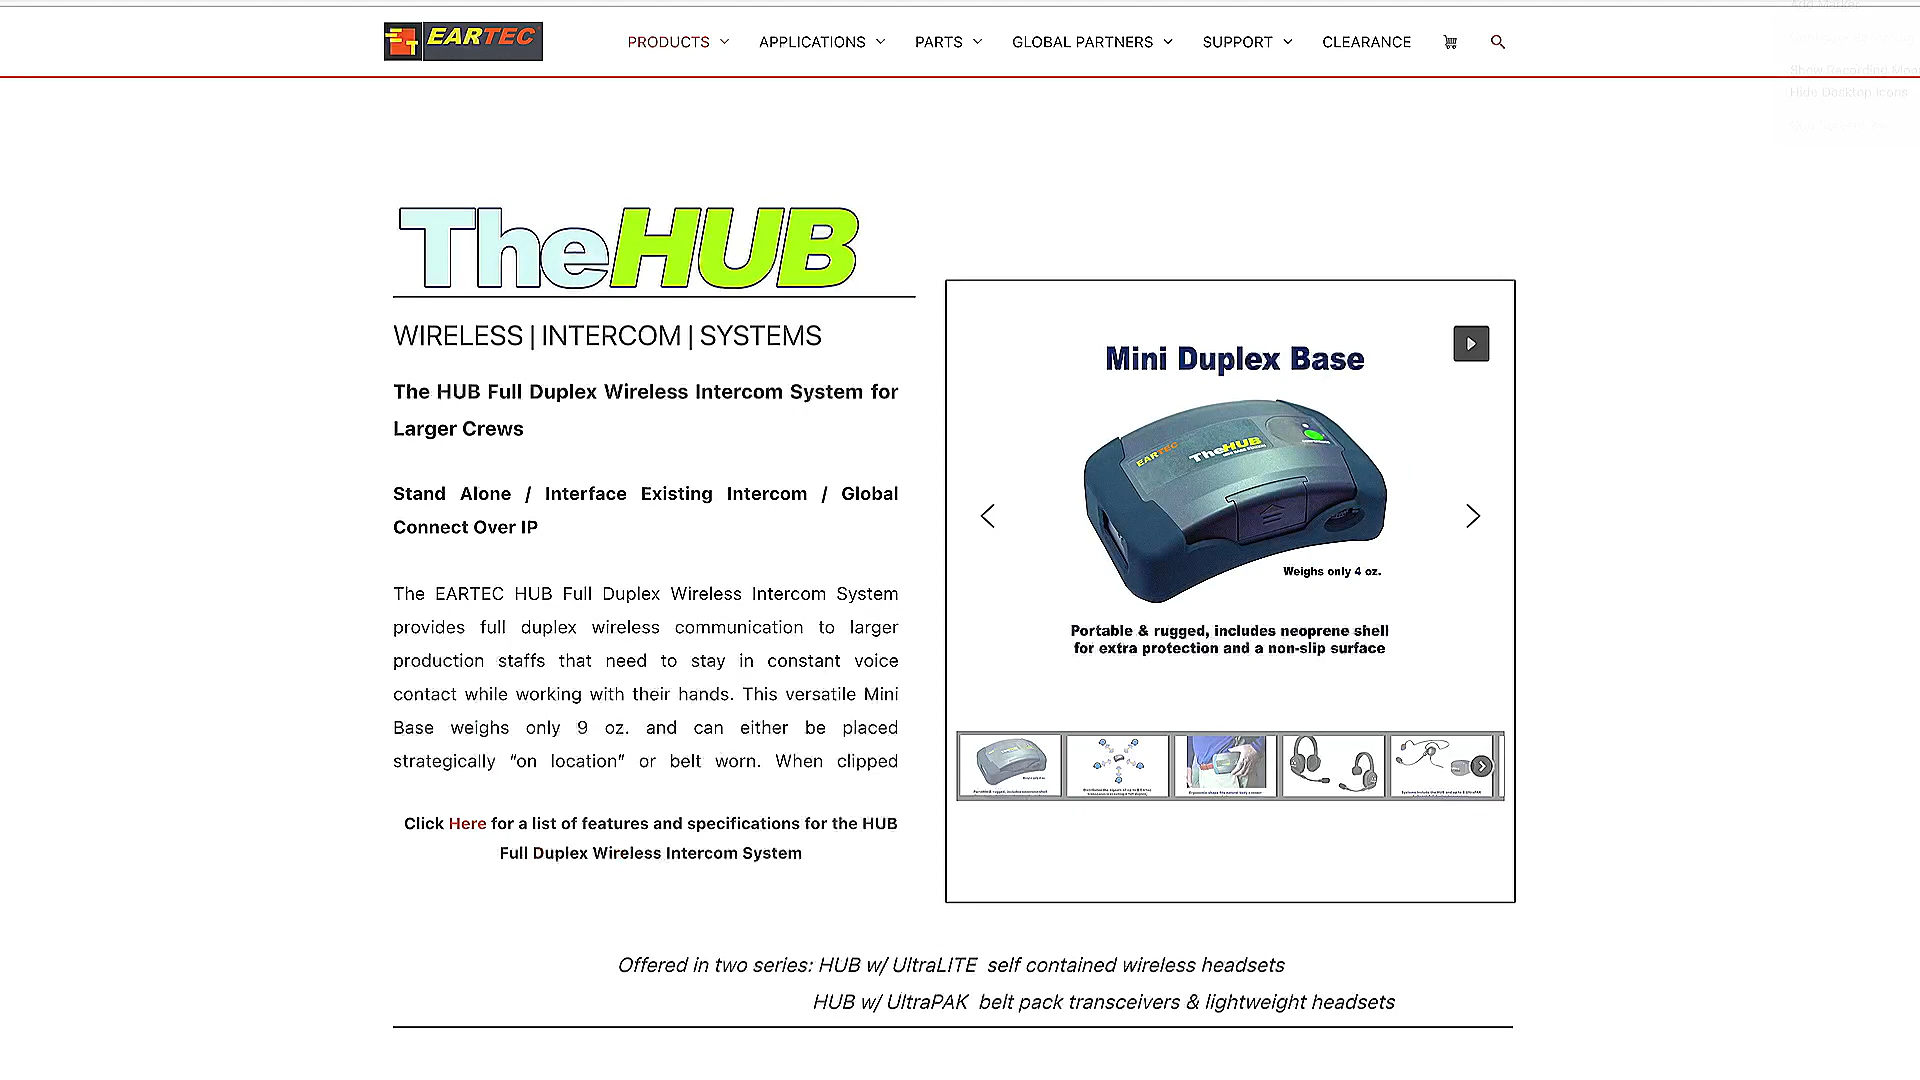 EARTEC
PRODUCTS
APPLICATIONS
PARTS
GLOBAL PARTNERS
SUPPORT
CLEARANCE
Show Recording
Hide Desktop Icons
TheHUB
WIRELESS | INTERCOM | SYSTEMS
The HUB Full Duplex Wireless Intercom System for
Larger Crews
Stand Alone / Interface Existing Intercom / Global
Connect Over IP
The EARTEC HUB Full Duplex Wireless Intercom System
provides full duplex wireless communication to larger
production staffs that need to stay in constant voice
contact while working with their hands. This versatile Mini
Base weighs only 9 oz. and can either be placed
strategically "on location" or belt worn. When clipped
Click Here for a list of features and specifications for the HUB
Full Duplex Wireless Intercom System
Mini Duplex Base
EARTEC TheHUB
Weighs only 4 oz.
Portable & rugged, includes neoprene shell
for extra protection and a non-slip surface
Offered in two series: HUB w/ UltraLITE self contained wireless headsets
HUB w/ UltraPAK belt pack transceivers & lightweight headsets